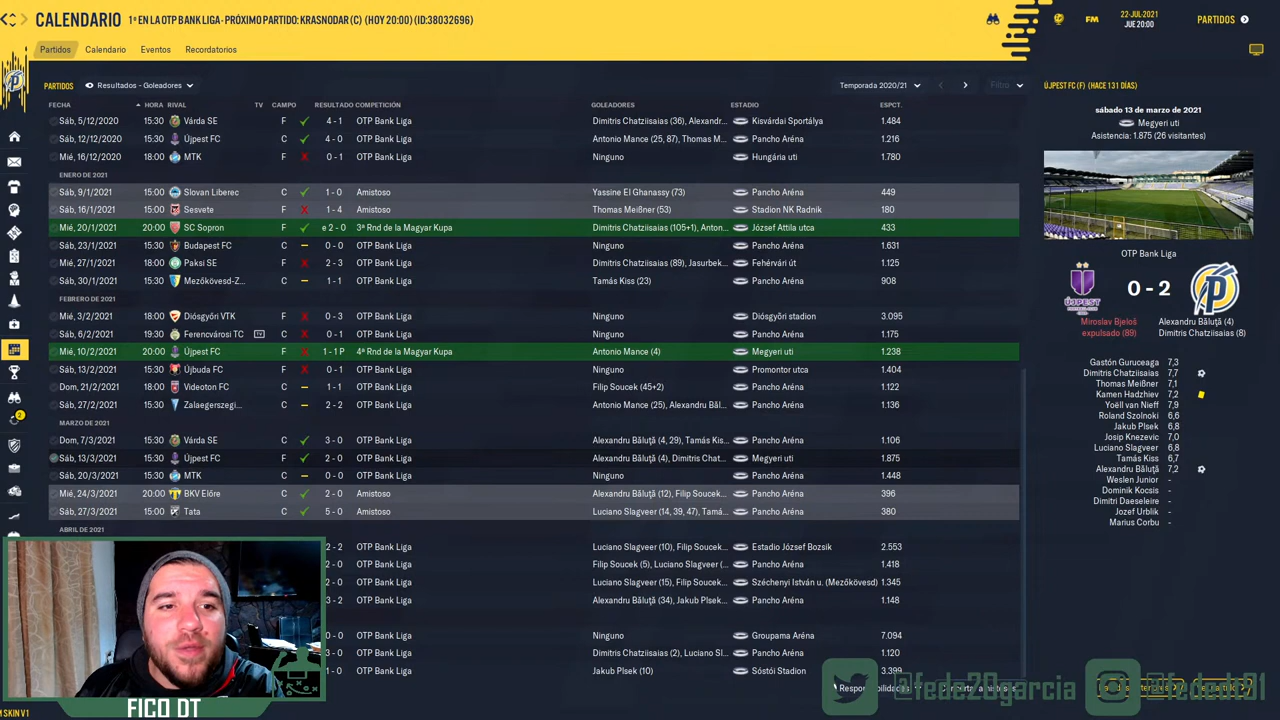 CALENDARIO 1ª EN LA OTP BANK LIGA - PRÓXIMO PARTIDO: KRASNODAR (C) (HOY 20:00) (ID:38032696) FM 22-JUL-2021 JUE 20:00 PARTIDOS
Partidos Calendario Eventos Recordatorios
PARTIDOS Resultados - Goleadores Temporada 2020/21 Filtro
FECHA HORA RIVAL TV CAMPO RESULTADO COMPETICIÓN GOLEADORES ESTADIO ESPCT.
Sáb, 5/12/2020 15:30 Várda SE F 4 - 1 OTP Bank Liga Dimitris Chatziisaias (36), Alexandr... Kisvárdai Sportálya 1.484
Sáb, 12/12/2020 15:30 Újpest FC C 4 - 0 OTP Bank Liga Antonio Mance (25, 87), Thomas M... Pancho Aréna 1.216
Mié, 16/12/2020 18:00 MTK F 0 - 1 OTP Bank Liga Ninguno Hungária uti 1.780
ENERO DE 2021
Sáb, 9/1/2021 15:00 Slovan Liberec C 1 - 0 Amistoso Yassine El Ghanassy (73) Pancho Aréna 449
Sáb, 16/1/2021 15:00 Sesvete F 1 - 4 Amistoso Thomas Meißner (53) Stadion NK Radnik 180
Mié, 20/1/2021 20:00 SC Sopron F e 2 - 0 3ª Rnd de la Magyar Kupa Dimitris Chatziisaias (105+1), Anton... József Attila utca 433
Sáb, 23/1/2021 15:30 Budapest FC C 0 - 0 OTP Bank Liga Ninguno Pancho Aréna 1.631
Mié, 27/1/2021 18:00 Paksi SE F 2 - 3 OTP Bank Liga Dimitris Chatziisaias (89), Jasurbek... Fehérvári út 1.125
Sáb, 30/1/2021 15:30 Mezőkövesd-Z... C 1 - 1 OTP Bank Liga Tamás Kiss (23) Pancho Aréna 908
FEBRERO DE 2021
Mié, 3/2/2021 18:00 Diósgyőri VTK F 0 - 3 OTP Bank Liga Ninguno Diósgyőri stadion 3.095
Sáb, 6/2/2021 19:30 Ferencvárosi TC C 0 - 1 OTP Bank Liga Ninguno Pancho Aréna 1.175
Mié, 10/2/2021 20:00 Újpest FC F 1 - 1 P 4ª Rnd de la Magyar Kupa Antonio Mance (4) Megyeri uti 1.238
Sáb, 13/2/2021 15:30 Újbuda FC F 0 - 1 OTP Bank Liga Ninguno Promontor utca 1.404
Dom, 21/2/2021 18:00 Videoton FC C 1 - 1 OTP Bank Liga Filip Soucek (45+2) Pancho Aréna 1.122
Sáb, 27/2/2021 15:30 Zalaegerszegi... C 2 - 2 OTP Bank Liga Antonio Mance (25), Alexandru Băl... Pancho Aréna 1.136
MARZO DE 2021
Dom, 7/3/2021 15:30 Várda SE C 3 - 0 OTP Bank Liga Alexandru Băluţă (4, 29), Tamás Kis... Pancho Aréna 1.106
Sáb, 13/3/2021 15:30 Újpest FC F 2 - 0 OTP Bank Liga Alexandru Băluţă (4), Dimitris Chat... Megyeri uti 1.875
Sáb, 20/3/2021 15:30 MTK C 0 - 0 OTP Bank Liga Ninguno Pancho Aréna 1.448
Mié, 24/3/2021 20:00 BKV Előre C 2 - 0 Amistoso Alexandru Băluţă (12), Filip Soucek... Pancho Aréna 396
Sáb, 27/3/2021 15:00 Tata C 5 - 0 Amistoso Luciano Slagveer (14, 39, 47), Tamá... Pancho Aréna 380
ABRIL DE 2021
2 - 2 OTP Bank Liga Luciano Slagveer (10), Filip Soucek... Estadio József Bozsik 2.553
2 - 0 OTP Bank Liga Filip Soucek (5), Luciano Slagveer (... Pancho Aréna 1.418
2 - 0 OTP Bank Liga Luciano Slagveer (15), Filip Soucek... Széchenyi István u. (Mezőkövesd) 1.345
3 - 2 OTP Bank Liga Alexandru Băluţă (34), Jakub Plsek... Pancho Aréna 1.148
0 - 0 OTP Bank Liga Ninguno Groupama Aréna 7.094
3 - 0 OTP Bank Liga Dimitris Chatziisaias (2), Luciano Sl... Pancho Aréna 1.120
1 - 0 OTP Bank Liga Jakub Plsek (10) Sóstói Stadion 3.399
ÚJPEST FC (F) (HACE 131 DÍAS)
sábado 13 de marzo de 2021
Megyeri uti
Asistencia: 1.875 (26 visitantes)
OTP Bank Liga
0 - 2
ÚJPEST
Miroslav Bjeloš expulsado (89)
Alexandru Băluţă (4)
Dimitris Chatziisaias (8)
Gastón Guruceaga 7,3
Dimitris Chatziisaias 7,7
Thomas Meißner 7,1
Kamen Hadzhiev 7,2
Yoëll van Nieff 7,9
Roland Szolnoki 6,6
Jakub Plsek 6,8
Josip Knezevic 7,0
Luciano Slagveer 6,8
Tamás Kiss 6,7
Alexandru Băluţă 7,2
Weslen Junior -
Dominik Kocsis -
Dimitri Daeseleire -
Jozef Urblik -
Marius Corbu -
2
@fede20garcia @fededt01
M SKIN V1
FICO DT